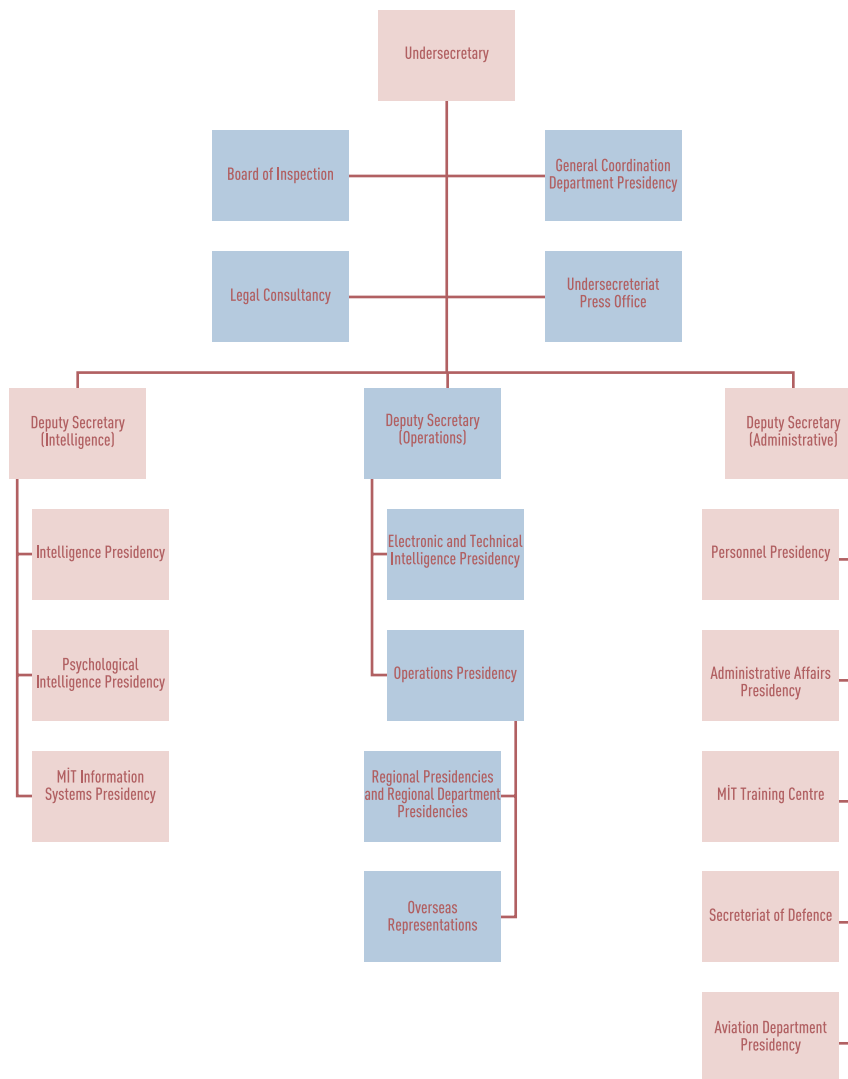 Undersecretary
Board of Inspection
General Coordination
Department Presidency
Legal Consultancy
Undersecreteriat
Press Office
Deputy Secretary
(Intelligence)
Deputy Secretary
(Operations)
Deputy Secretary
(Administrative)
Intelligence Presidency
Electronic and Technical
Intelligence Presidency
Personnel Presidency
Psychological
Intelligence Presidency
Operations Presidency
Administrative Affairs
Presidency
MİT Information
Systems Presidency
Regional Presidencies
and Regional Department
Presidencies
MİT Training Centre
Overseas
Representations
Secreteriat of Defence
Aviation Department
Presidency